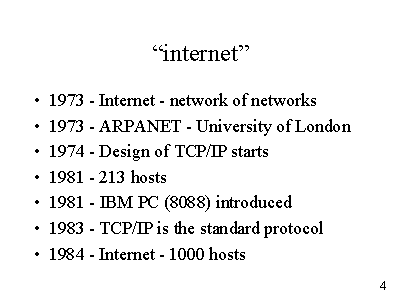 “internet”
• 1973 - Internet - network of networks
• 1973 - ARPANET - University of London
• 1974 - Design of TCP/IP starts
• 1981 - 213 hosts
• 1981 - IBM PC (8088) introduced
• 1983 - TCP/IP is the standard protocol
• 1984 - Internet - 1000 hosts
4